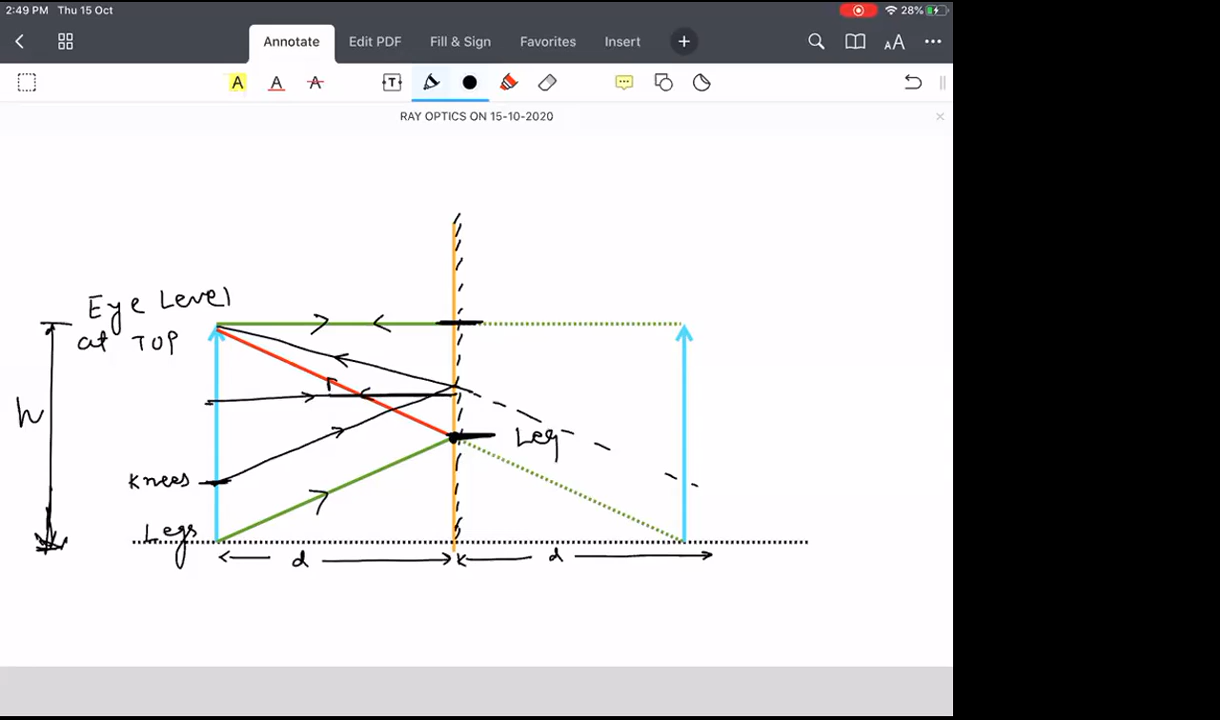 2:49 PM Thu 15 Oct
28%
Annotate Edit PDF Fill & Sign Favorites Insert
AA
A A A T
RAY OPTICS ON 15-10-2020
Eye Level
at TOP
h
Knees
Leg
Legs
d d